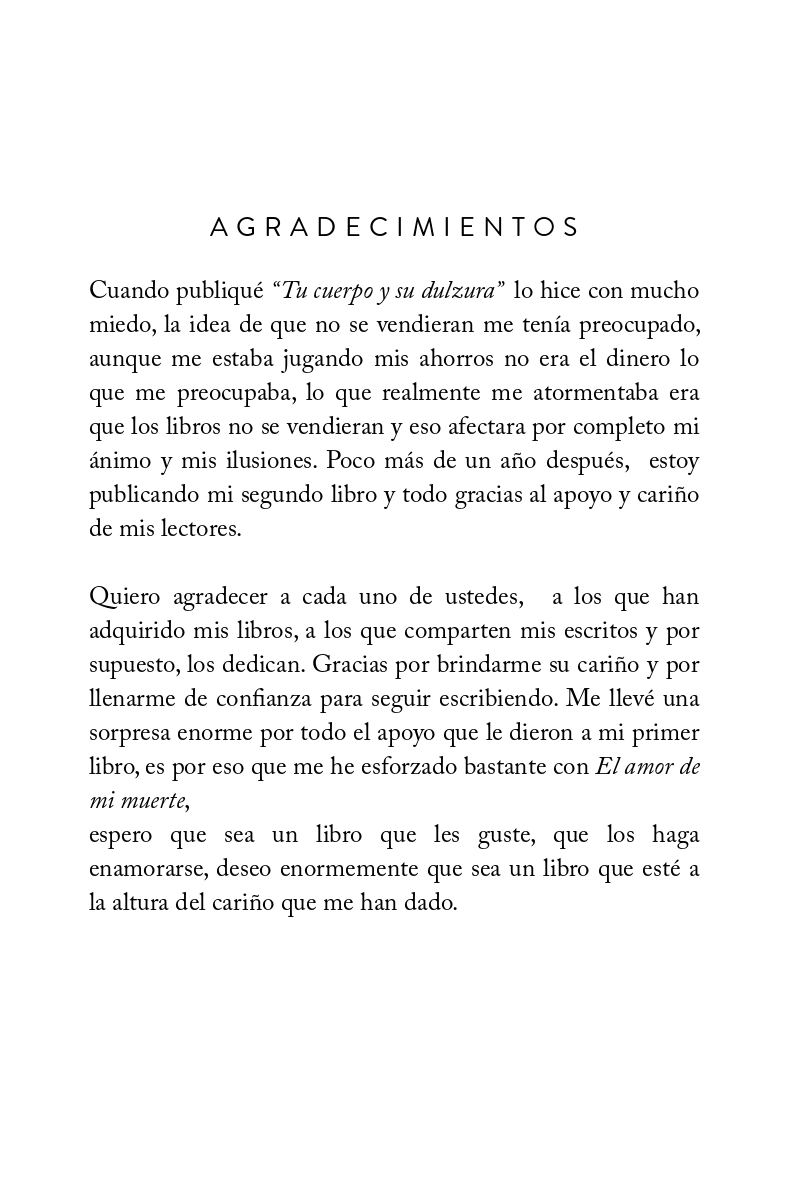 AGRADECIMIENTOS
Cuando publiqué “Tu cuerpo y su dulzura” lo hice con mucho
miedo, la idea de que no se vendieran me tenía preocupado,
aunque me estaba jugando mis ahorros no era el dinero lo
que me preocupaba, lo que realmente me atormentaba era
que los libros no se vendieran y eso afectara por completo mi
ánimo y mis ilusiones. Poco más de un año después, estoy
publicando mi segundo libro y todo gracias al apoyo y cariño
de mis lectores.
Quiero agradecer a cada uno de ustedes, a los que han
adquirido mis libros, a los que comparten mis escritos y por
supuesto, los dedican. Gracias por brindarme su cariño y por
llenarme de confianza para seguir escribiendo. Me llevé una
sorpresa enorme por todo el apoyo que le dieron a mi primer
libro, es por eso que me he esforzado bastante con El amor de
mi muerte,
espero que sea un libro que les guste, que los haga
enamorarse, deseo enormemente que sea un libro que esté a
la altura del cariño que me han dado.